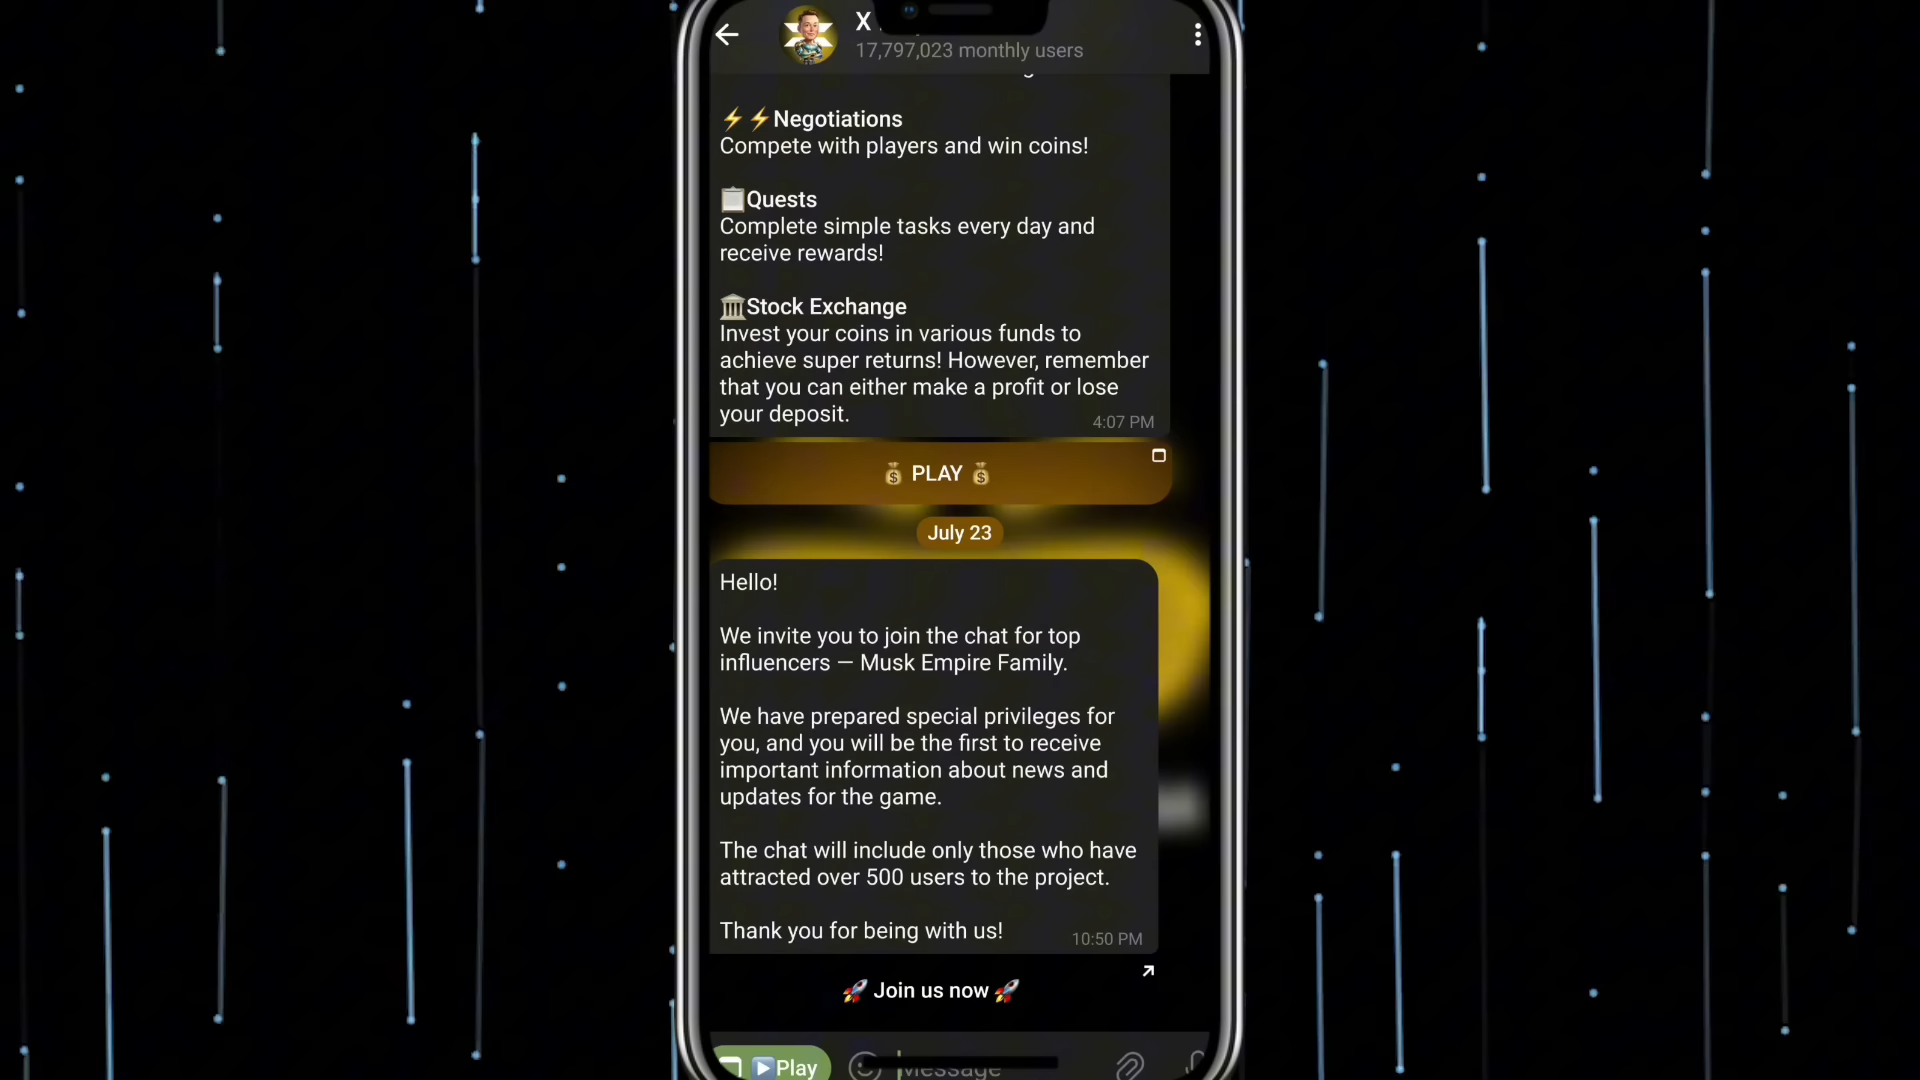 X
17,797,023 monthly users
⚡⚡Negotiations
Compete with players and win coins!
📋Quests
Complete simple tasks every day and
receive rewards!
🏛Stock Exchange
Invest your coins in various funds to
achieve super returns! However, remember
that you can either make a profit or lose
your deposit.
4:07 PM
💰 PLAY 💰
July 23
Hello!
We invite you to join the chat for top
influencers — Musk Empire Family.
We have prepared special privileges for
you, and you will be the first to receive
important information about news and
updates for the game.
The chat will include only those who have
attracted over 500 users to the project.
Thank you for being with us!
10:50 PM
🚀 Join us now 🚀
▶️Play
Message